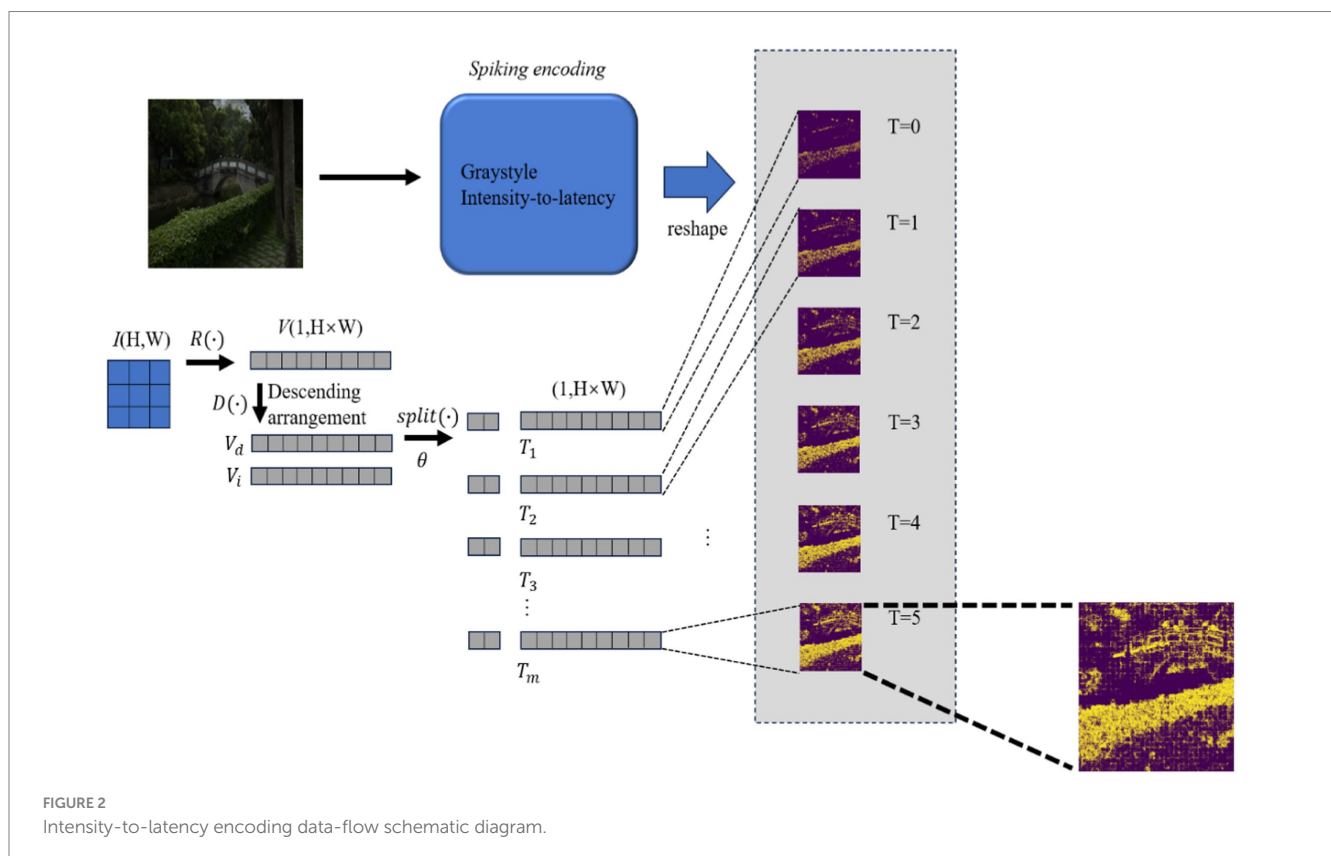 Spiking encoding
Graystyle
Intensity-to-latency
reshape
T=0
T=1
T=2
T=3
T=4
T=5
I(H,W)
R(·)
V(1,H×W)
D(·)
Descending
arrangement
V_d
V_i
split(·)
θ
(1,H×W)
T_1
T_2
T_3
⋮
T_m
⋮
FIGURE 2
Intensity-to-latency encoding data-flow schematic diagram.